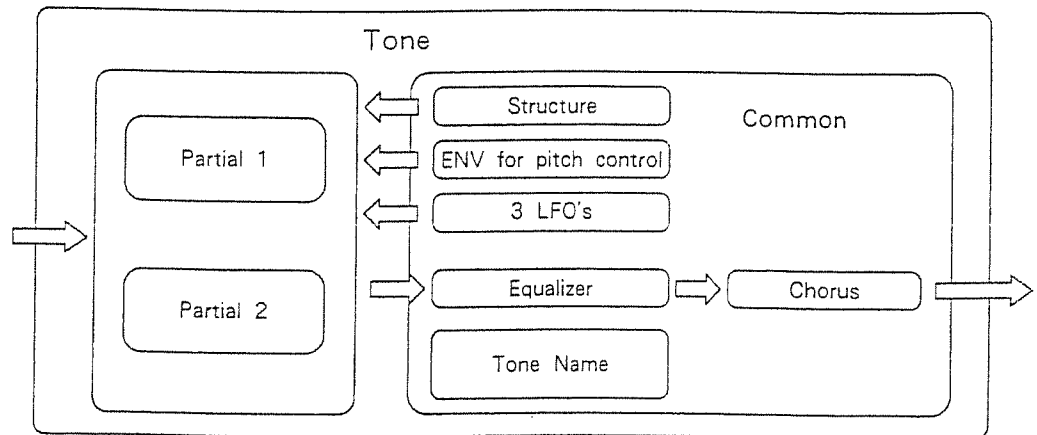 Tone
Partial 1
Partial 2
Structure
Common
ENV for pitch control
3 LFO's
Equalizer
Chorus
Tone Name